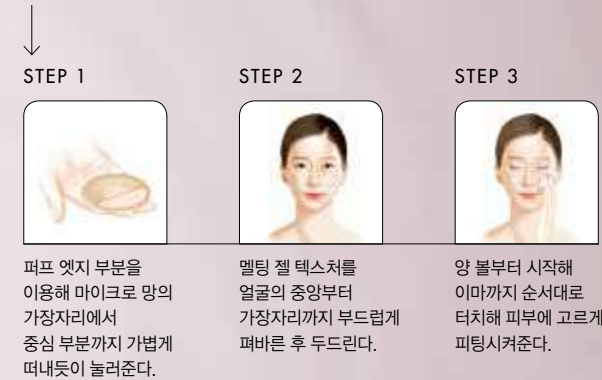 STEP 1
퍼프 엣지 부분을
이용해 마이크로 망의
가장자리에서
중심 부분까지 가볍게
떠내듯이 눌러준다.
STEP 2
멜팅 젤 텍스처를
얼굴의 중앙부터
가장자리까지 부드럽게
펴바른 후 두드린다.
STEP 3
양 볼부터 시작해
이마까지 순서대로
터치해 피부에 고르게
피팅시켜준다.